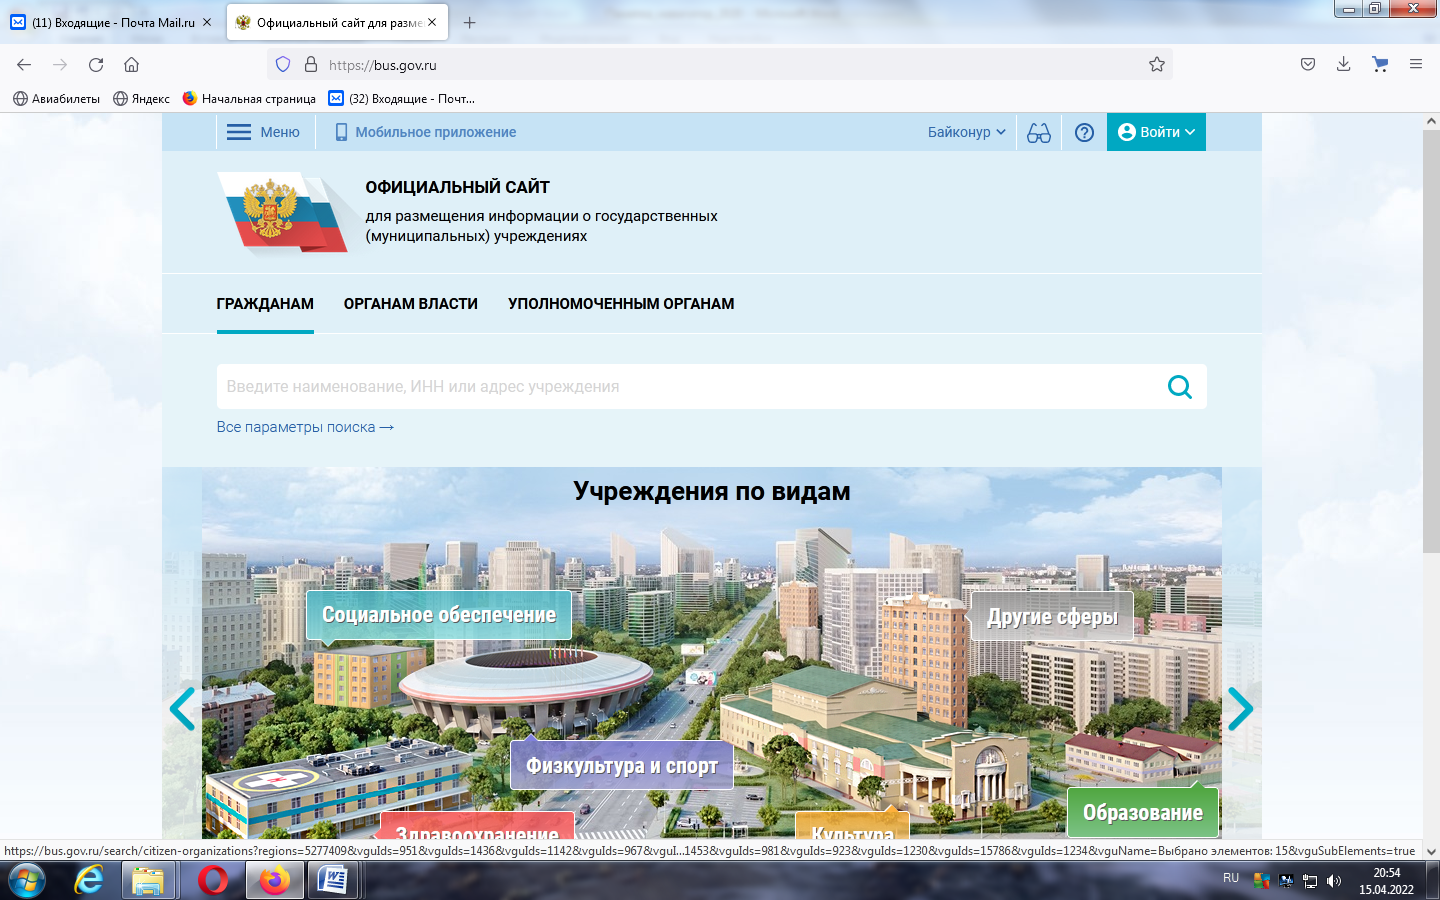 (11) Входящие - Почта Mail.ru
Официальный сайт для разме
https://bus.gov.ru
Авиабилеты
Яндекс
Начальная страница
(32) Входящие - Почт...
Меню
Мобильное приложение
Байконур
Войти
ОФИЦИАЛЬНЫЙ САЙТ
для размещения информации о государственных
(муниципальных) учреждениях
ГРАЖДАНАМ
ОРГАНАМ ВЛАСТИ
УПОЛНОМОЧЕННЫМ ОРГАНАМ
Введите наименование, ИНН или адрес учреждения
Все параметры поиска →
Учреждения по видам
Социальное обеспечение
Другие сферы
Физкультура и спорт
Образование
Здравоохранение
Культура
https://bus.gov.ru/search/citizen-organizations?regions=5277409&vguIds=951&vguIds=1436&vguIds=1142&vguIds=967&vguI...1453&vguIds=981&vguIds=923&vguIds=1230&vguIds=15786&vguIds=1234&vguName=Выбрано элементов: 15&vguSubElements=true
RU
20:54
15.04.2022